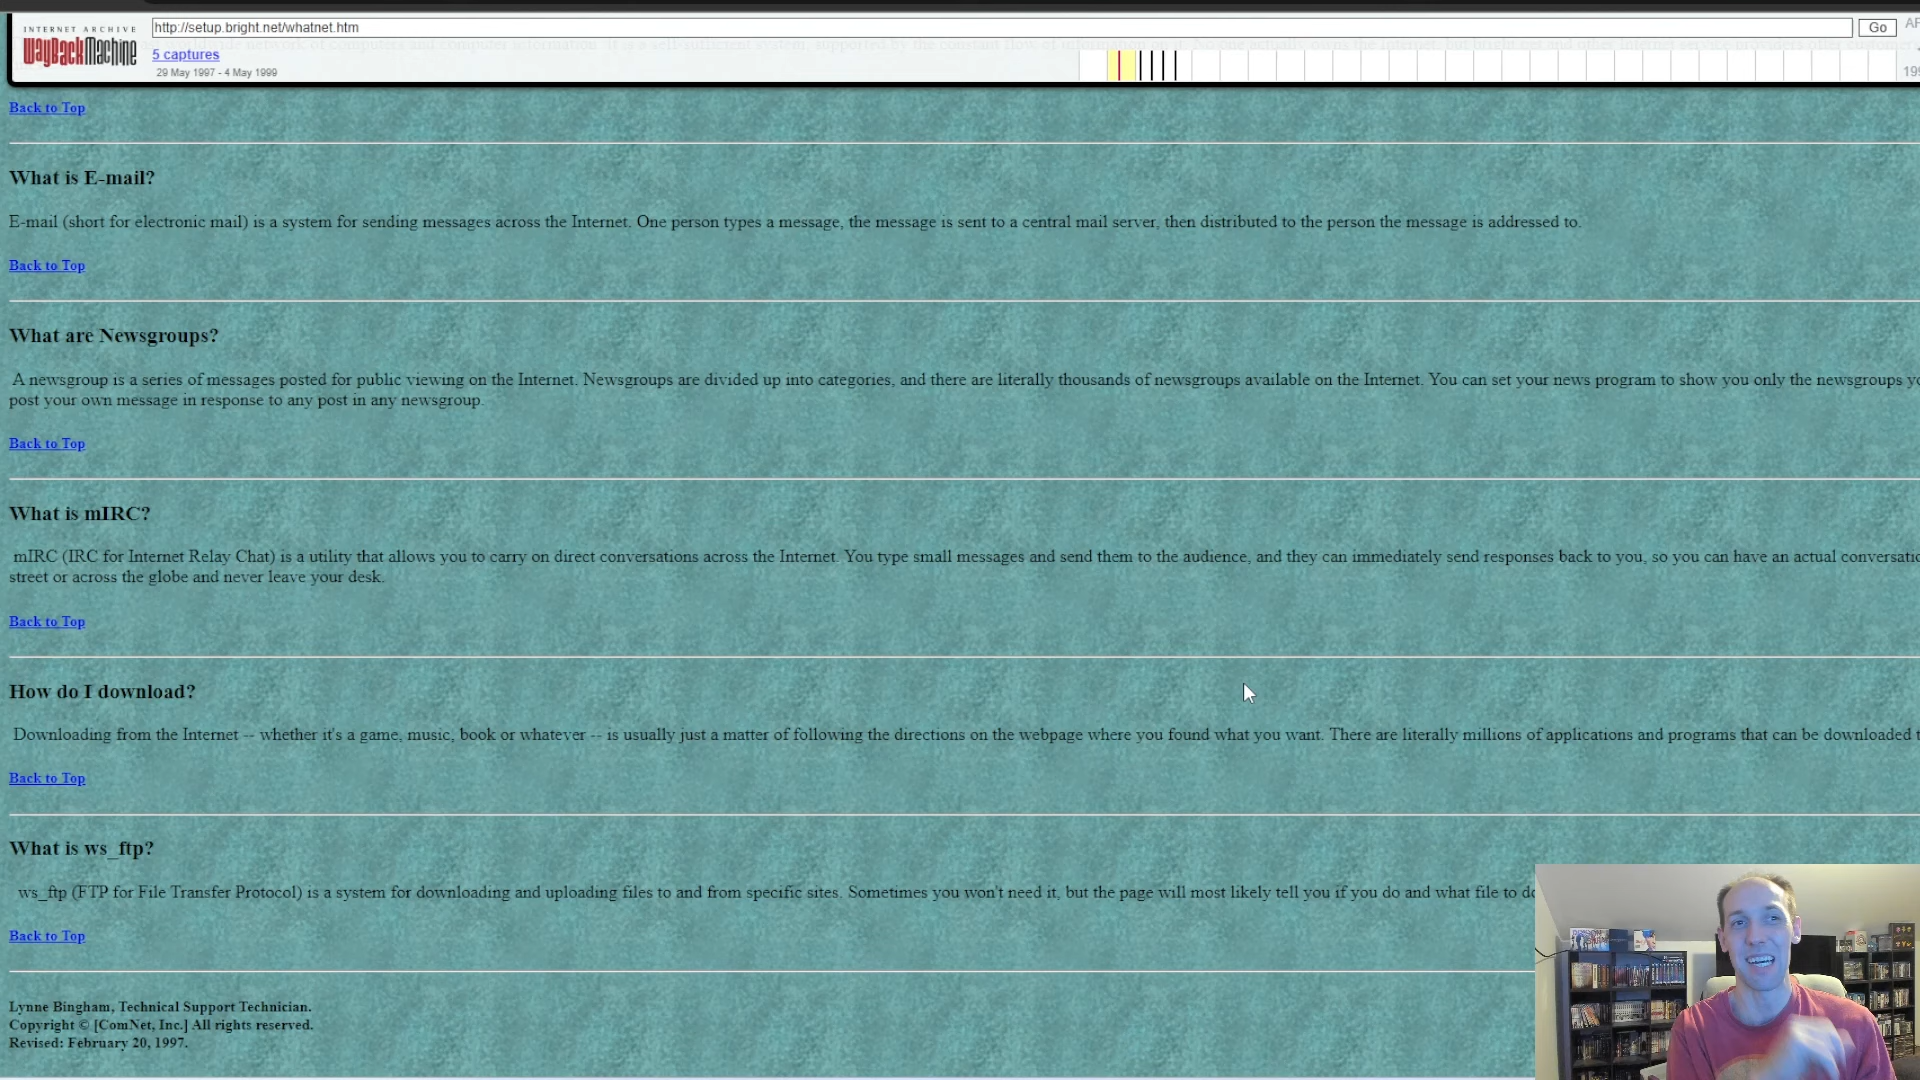 INTERNET ARCHIVE
WayBackMachine
http://setup.bright.net/whatnet.htm
Go
5 captures
29 May 1997 - 4 May 1999
Back to Top
What is E-mail?
E-mail (short for electronic mail) is a system for sending messages across the Internet. One person types a message, the message is sent to a central mail server, then distributed to the person the message is addressed to.
Back to Top
What are Newsgroups?
A newsgroup is a series of messages posted for public viewing on the Internet. Newsgroups are divided up into categories, and there are literally thousands of newsgroups available on the Internet. You can set your news program to show you only the newsgroups
post your own message in response to any post in any newsgroup.
Back to Top
What is mIRC?
mIRC (IRC for Internet Relay Chat) is a utility that allows you to carry on direct conversations across the Internet. You type small messages and send them to the audience, and they can immediately send responses back to you, so you can have an actual
street or across the globe and never leave your desk.
Back to Top
How do I download?
Downloading from the Internet -- whether it's a game, music, book or whatever -- is usually just a matter of following the directions on the webpage where you found what you want. There are literally millions of applications and programs that can be downloaded
Back to Top
What is ws_ftp?
ws_ftp (FTP for File Transfer Protocol) is a system for downloading and uploading files to and from specific sites. Sometimes you won't need it, but the page will most likely tell you if you do and what file to
Back to Top
Lynne Bingham, Technical Support Technician.
Copyright © [ComNet, Inc.] All rights reserved.
Revised: February 20, 1997.